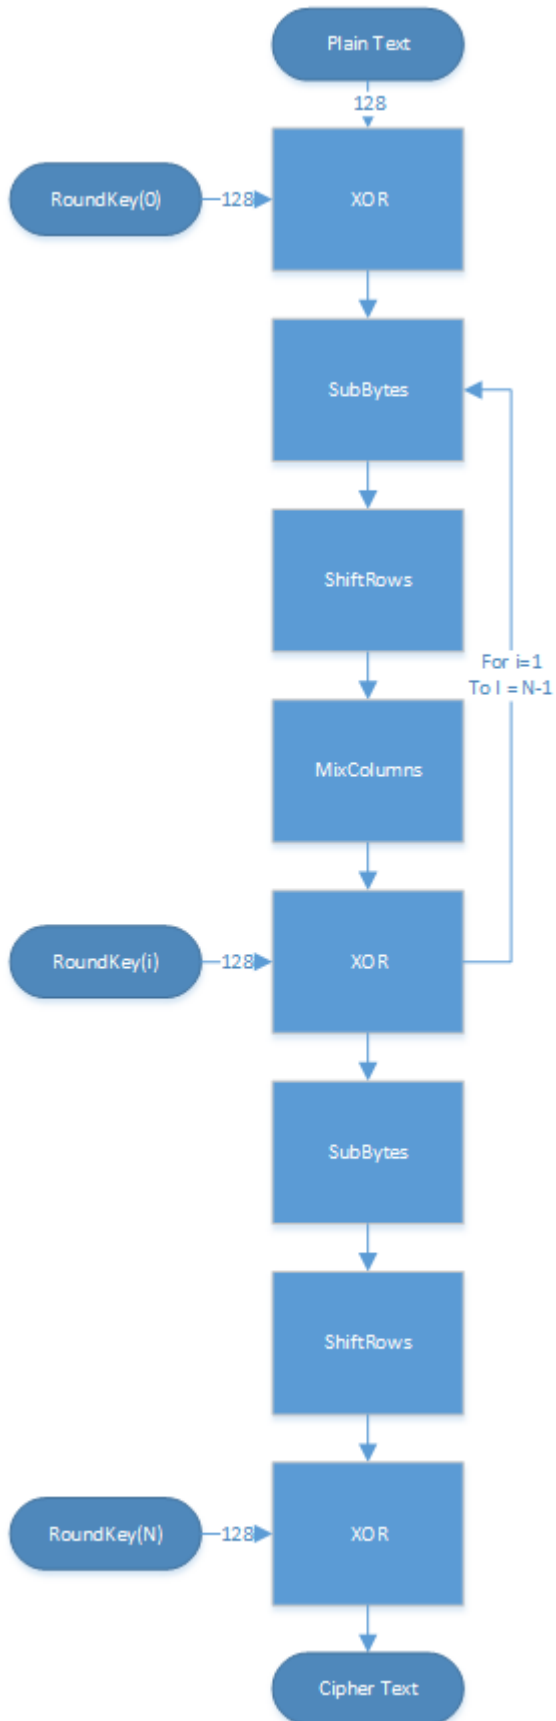 Plain Text
128
RoundKey(0)
128
XOR
SubBytes
ShiftRows
For i=1
To I = N-1
MixColumns
RoundKey(i)
128
XOR
SubBytes
ShiftRows
RoundKey(N)
128
XOR
Cipher Text